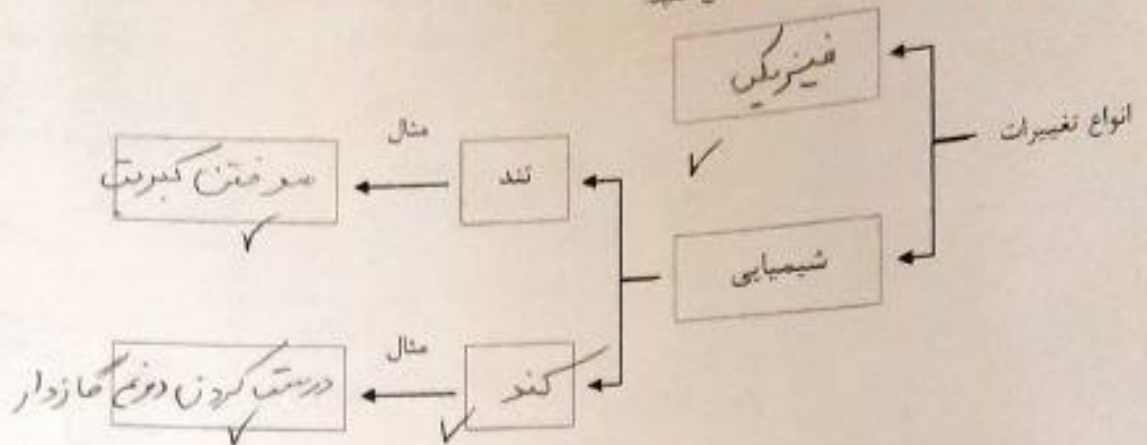 فیزیکی
انواع تغییرات
مثال
سوختن کبریت
تند
شیمیایی
مثال
درست کردن دوغ گازدار
کند